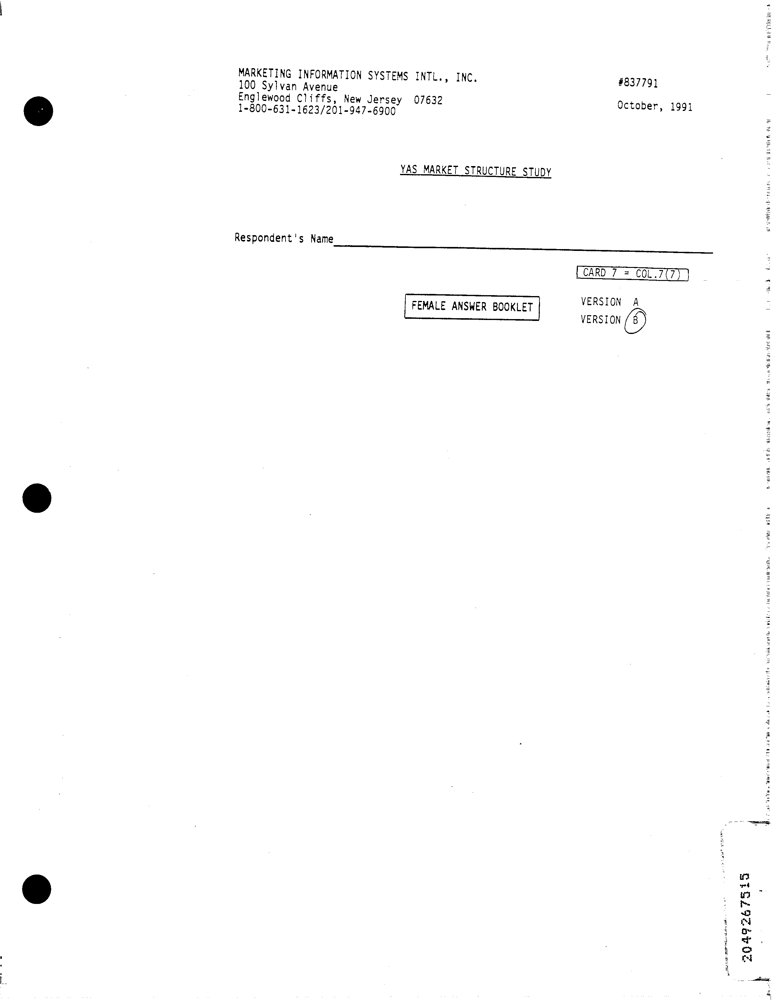 MARKETING INFORMATION SYSTEMS INTL., INC.
100 Sylvan Avenue
Englewood Cliffs, New Jersey 07632
1-800-631-1623/201-947-6900
#837791
October, 1991
YAS MARKET STRUCTURE STUDY
Respondent's Name
CARD 7 = COL.7(7)
FEMALE ANSWER BOOKLET
VERSION A
VERSION B
2049267515